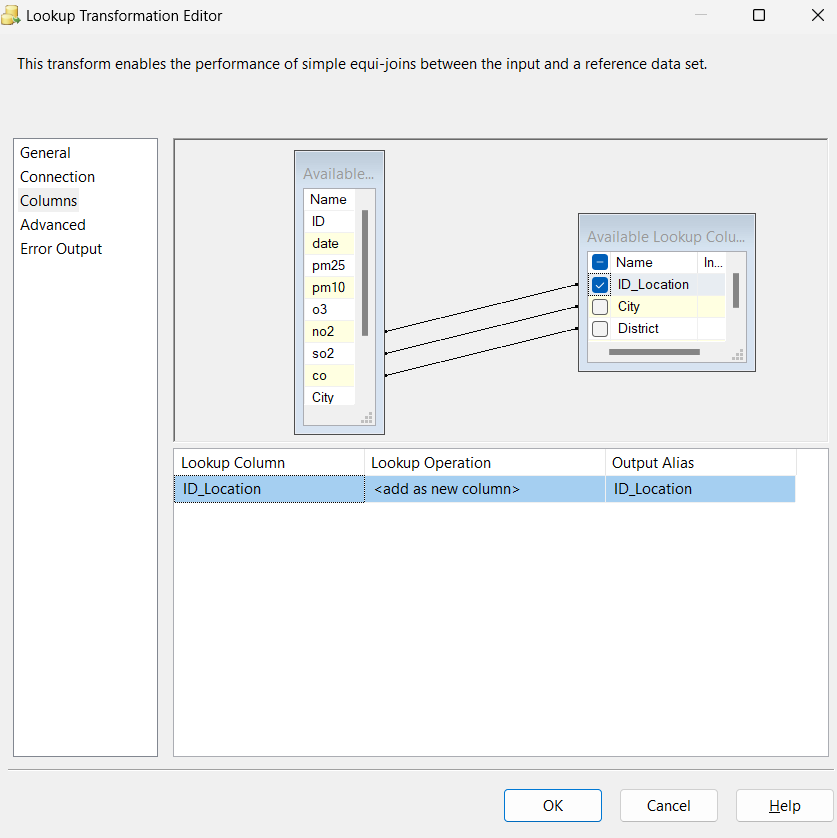 Lookup Transformation Editor
This transform enables the performance of simple equi-joins between the input and a reference data set.
General
Connection
Columns
Advanced
Error Output
Available...
Name
ID
date
pm25
pm10
o3
no2
so2
co
City
Available Lookup Colu...
Name In...
ID_Location
City
District
Lookup Column Lookup Operation Output Alias
ID_Location <add as new column> ID_Location
OK Cancel Help